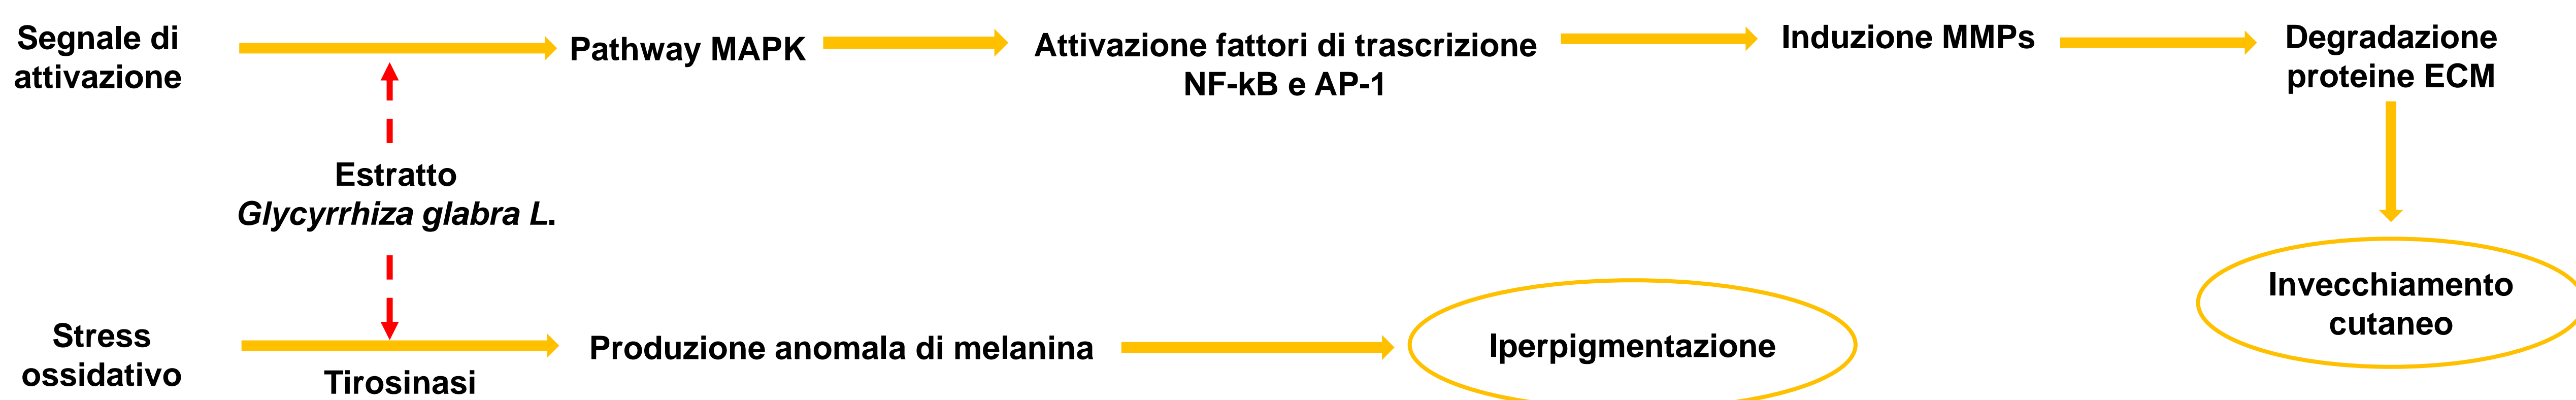 Segnale di
attivazione
Pathway MAPK
Attivazione fattori di trascrizione
NF-kB e AP-1
Induzione MMPs
Degradazione
proteine ECM
Estratto
Glycyrrhiza glabra L.
Invecchiamento
cutaneo
Stress
ossidativo
Tirosinasi
Produzione anomala di melanina
Iperpigmentazione